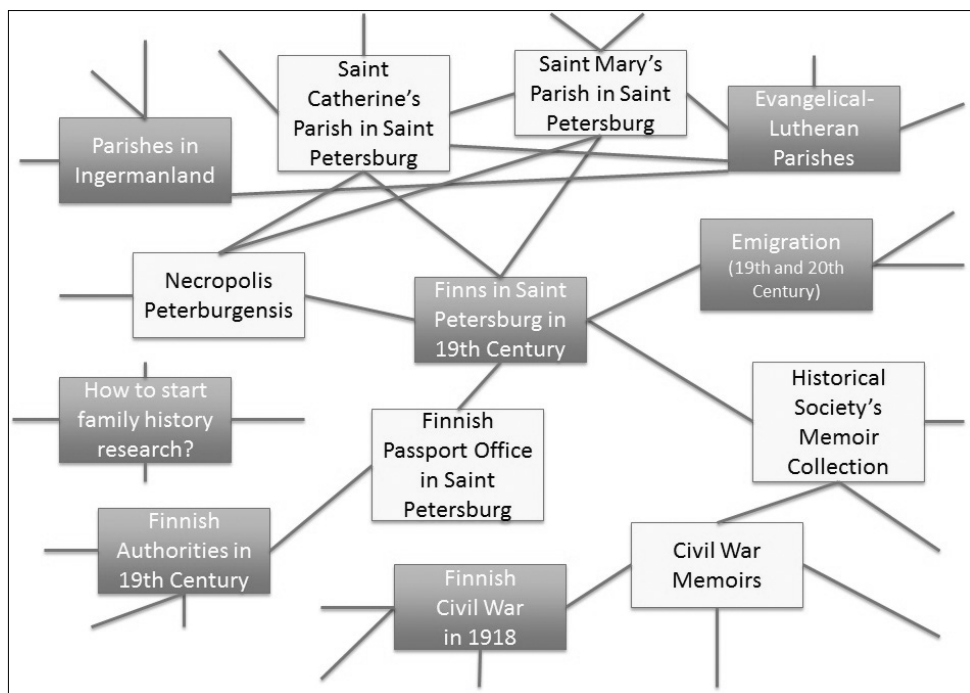 Saint
Catherine's
Parish in Saint
Petersburg
Saint Mary's
Parish in Saint
Petersburg
Evangelical-
Lutheran
Parishes
Parishes in
Ingermanland
Necropolis
Peterburgensis
Finns in Saint
Petersburg in
19th Century
Emigration
(19th and 20th
Century)
How to start
family history
research?
Finnish
Passport Office
in Saint
Petersburg
Historical
Society's
Memoir
Collection
Finnish
Authorities in
19th Century
Finnish
Civil War
in 1918
Civil War
Memoirs